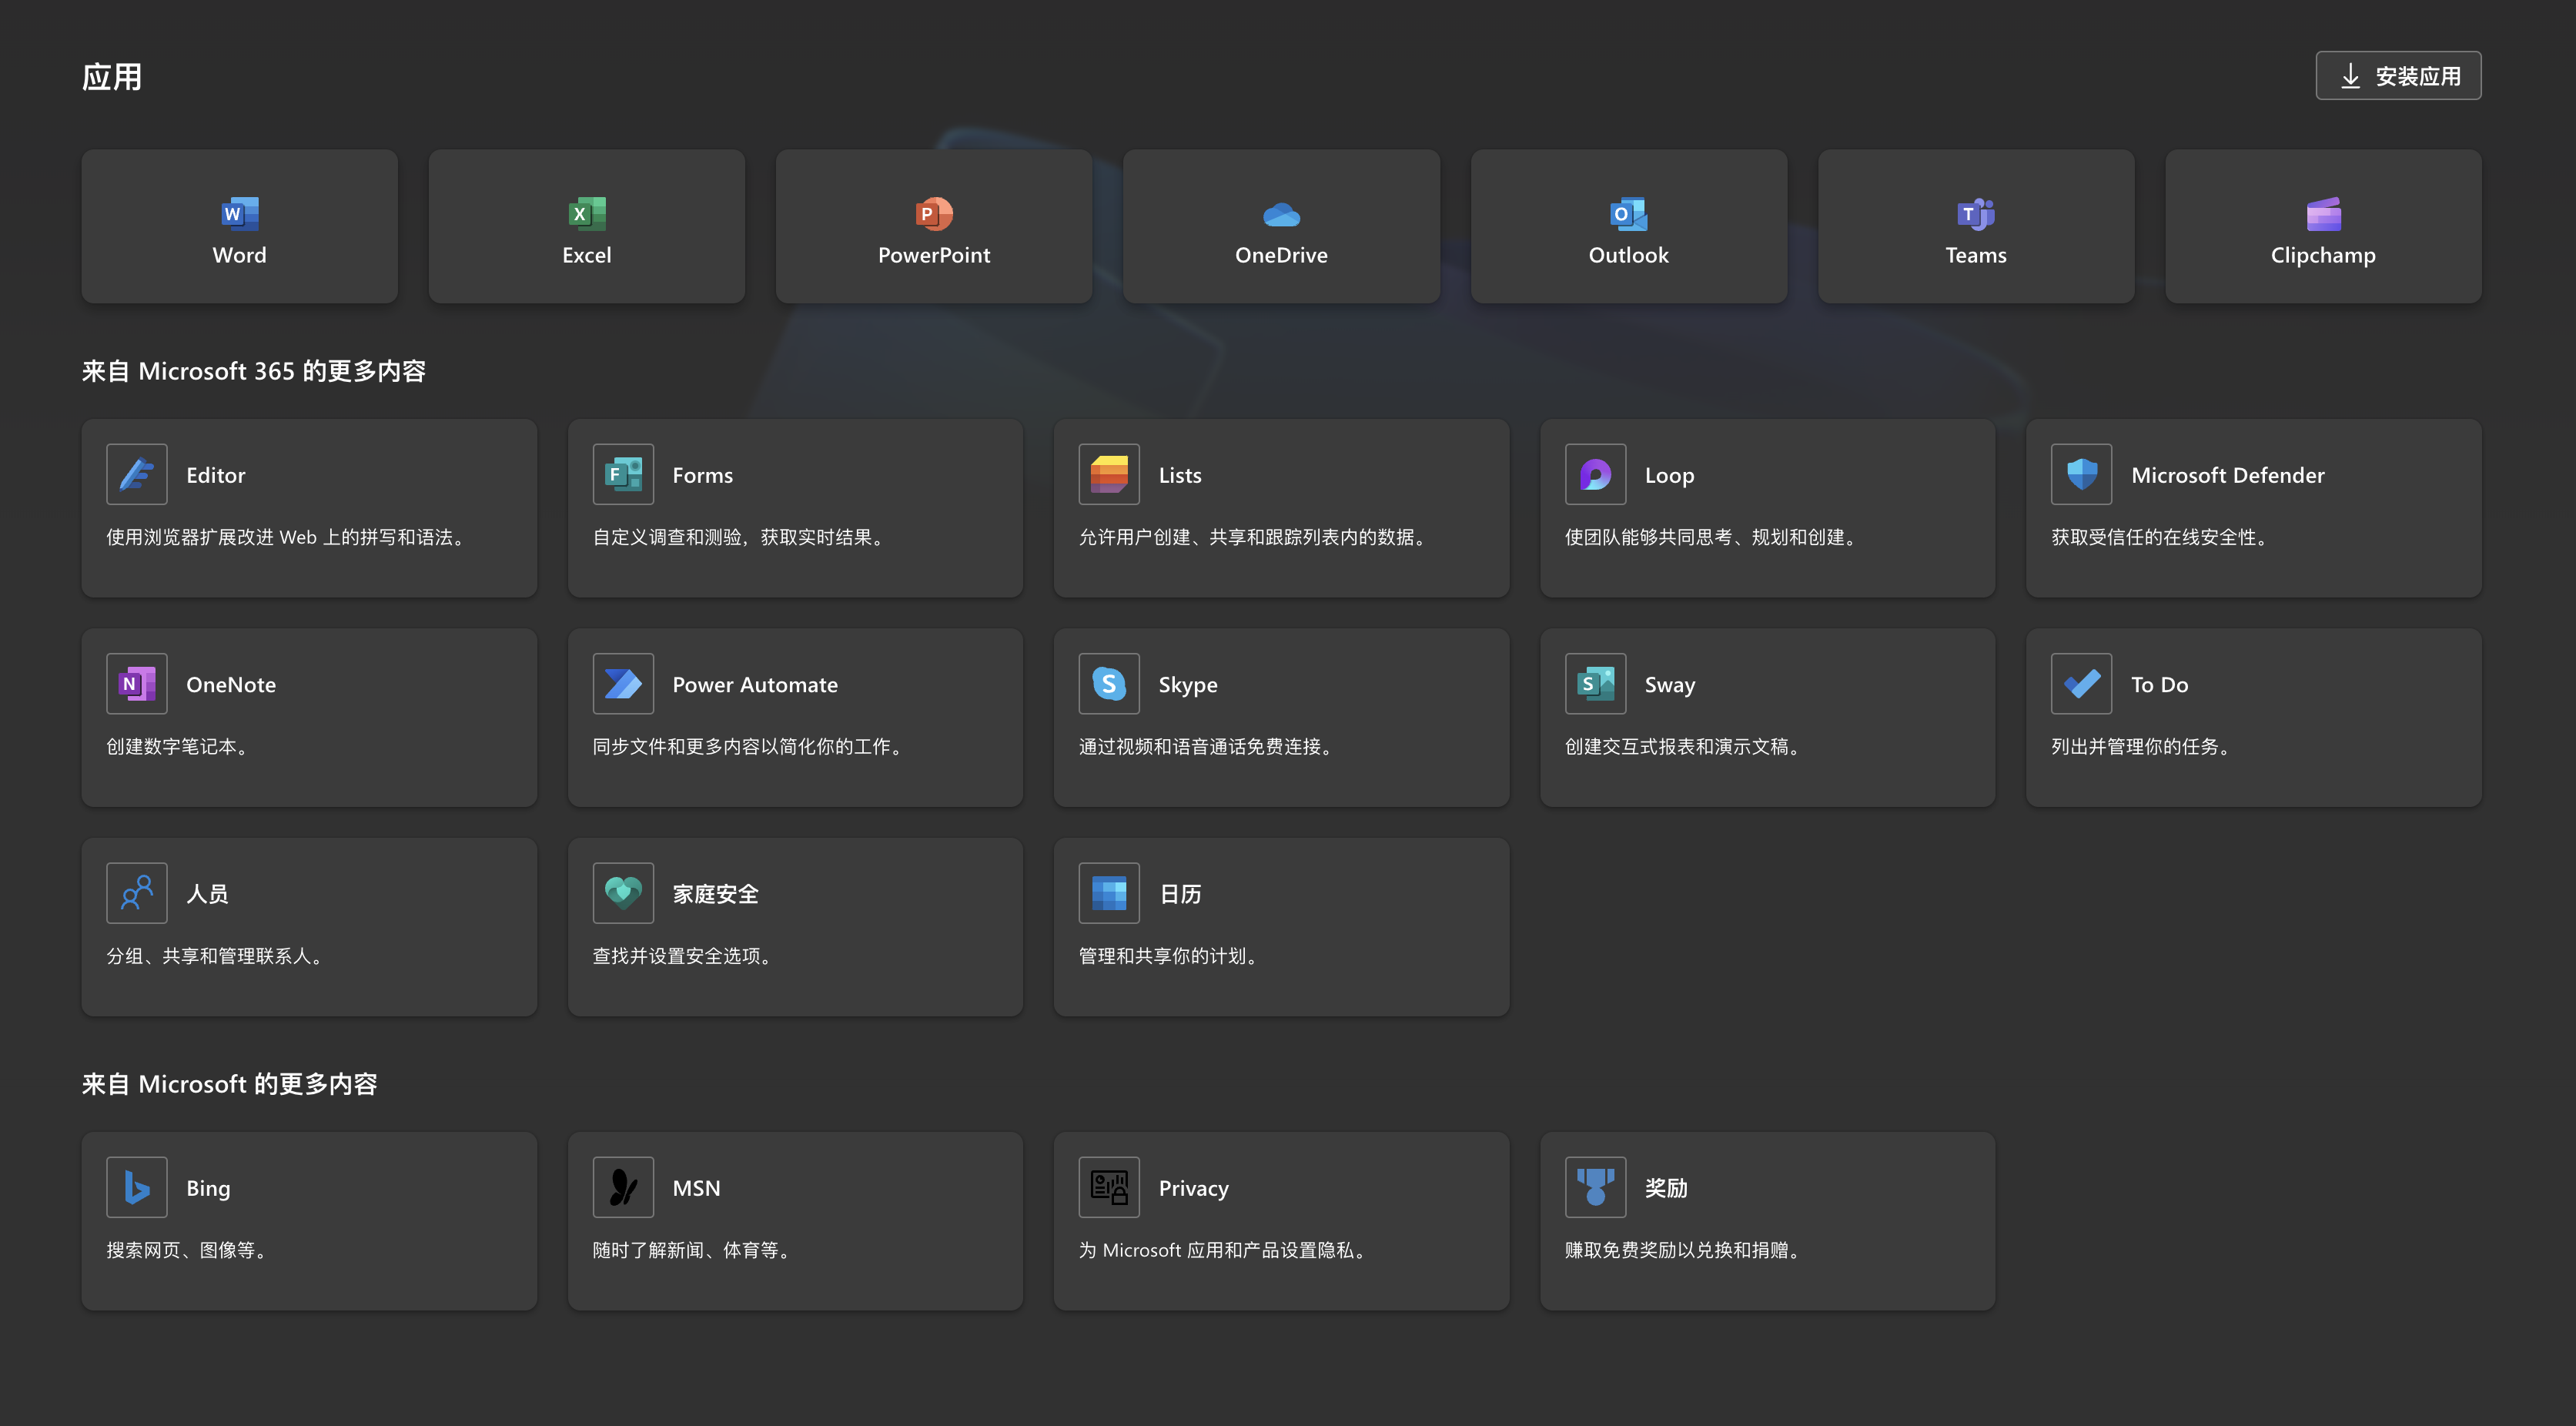 应用
安装应用
Word
Excel
PowerPoint
OneDrive
Outlook
Teams
Clipchamp
来自 Microsoft 365 的更多内容
Editor
使用浏览器扩展改进 Web 上的拼写和语法。
Forms
自定义调查和测验，获取实时结果。
Lists
允许用户创建、共享和跟踪列表内的数据。
Loop
使团队能够共同思考、规划和创建。
Microsoft Defender
获取受信任的在线安全性。
OneNote
创建数字笔记本。
Power Automate
同步文件和更多内容以简化你的工作。
Skype
通过视频和语音通话免费连接。
Sway
创建交互式报表和演示文稿。
To Do
列出并管理你的任务。
人员
分组、共享和管理联系人。
家庭安全
查找并设置安全选项。
日历
管理和共享你的计划。
来自 Microsoft 的更多内容
Bing
搜索网页、图像等。
MSN
随时了解新闻、体育等。
Privacy
为 Microsoft 应用和产品设置隐私。
奖励
赚取免费奖励以兑换和捐赠。